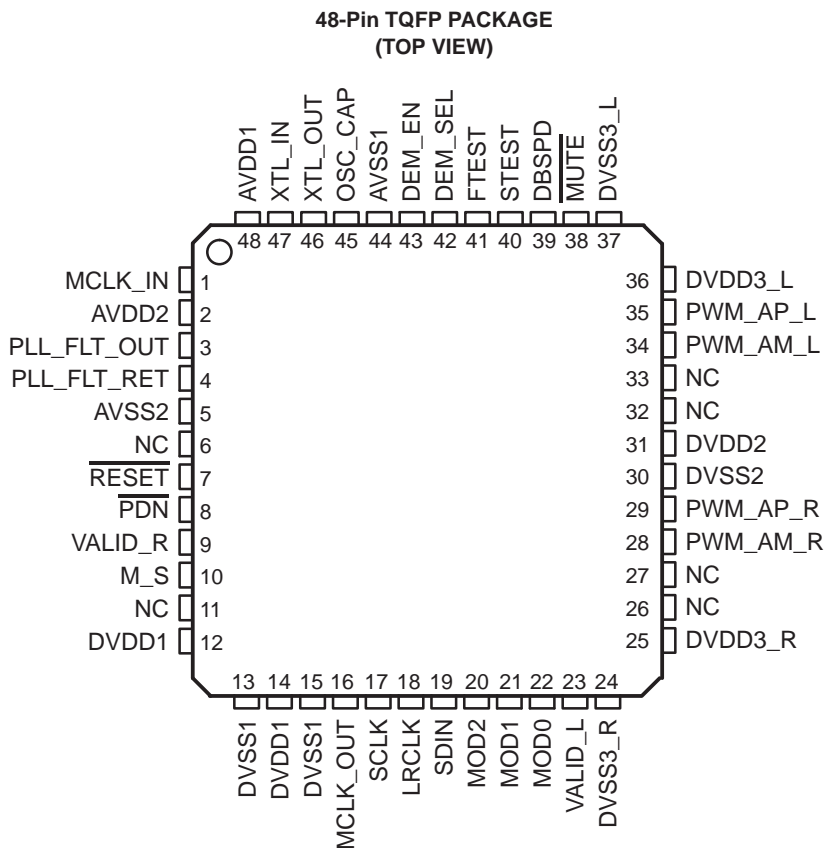 48-Pin TQFP PACKAGE
(TOP VIEW)
AVDD1
XTL_IN
XTL_OUT
OSC_CAP
AVSS1
DEM_EN
DEM_SEL
FTEST
STEST
DBSPD
MUTE
DVSS3_L
48 47 46 45 44 43 42 41 40 39 38 37
MCLK_IN 1
AVDD2 2
PLL_FLT_OUT 3
PLL_FLT_RET 4
AVSS2 5
NC 6
RESET 7
PDN 8
VALID_R 9
M_S 10
NC 11
DVDD1 12
36 DVDD3_L
35 PWM_AP_L
34 PWM_AM_L
33 NC
32 NC
31 DVDD2
30 DVSS2
29 PWM_AP_R
28 PWM_AM_R
27 NC
26 NC
25 DVDD3_R
13 14 15 16 17 18 19 20 21 22 23 24
DVSS1
DVDD1
DVSS1
MCLK_OUT
SCLK
LRCLK
SDIN
MOD2
MOD1
MOD0
VALID_L
DVSS3_R